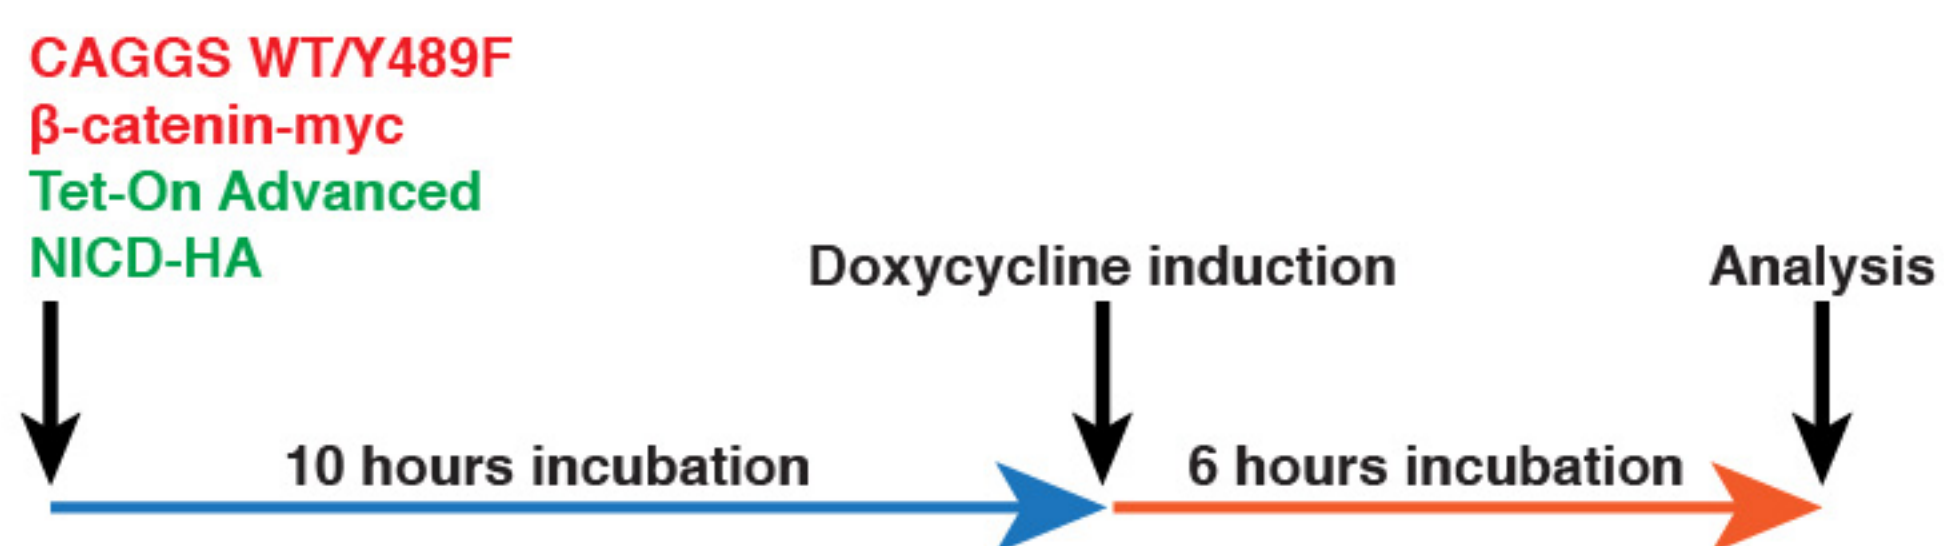 CAGGS WT/Y489F
β-catenin-myc
Tet-On Advanced
NICD-HA
Doxycycline induction
Analysis
10 hours incubation
6 hours incubation